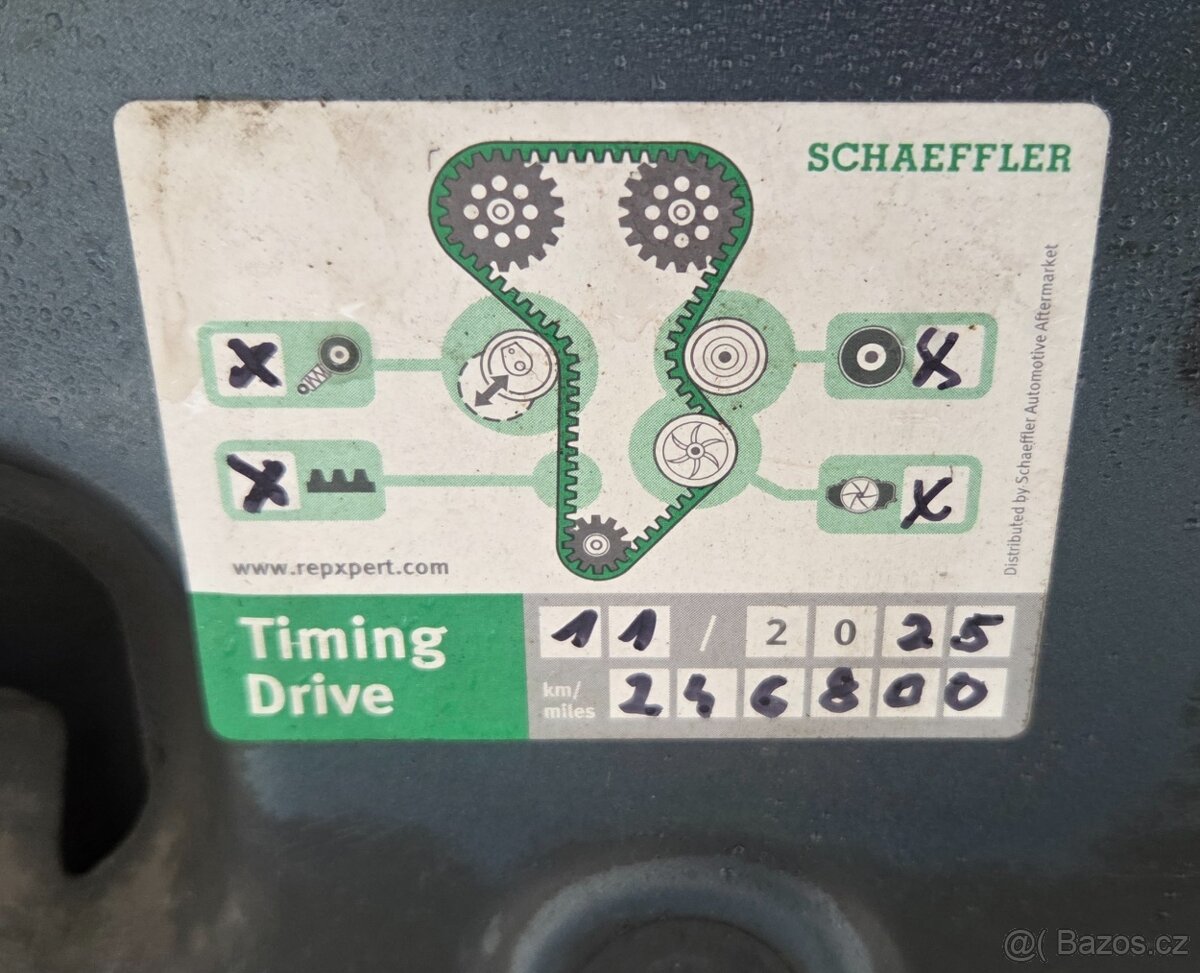 SCHAEFFLER
X
X
X
X
Distributed by Schaeffler Automotive Aftermarket
www.repxpert.com
Timing
Drive
11 / 2025
km/
miles
246800
@( Bazos.cz